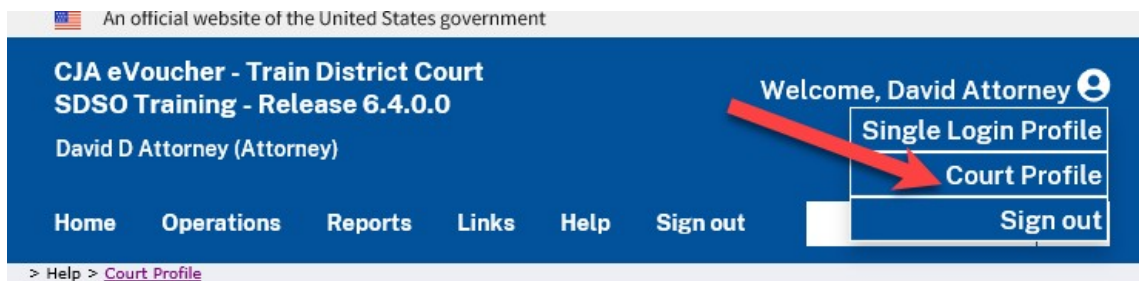 An official website of the United States government
CJA eVoucher - Train District Court
SDSO Training - Release 6.4.0.0
David D Attorney (Attorney)
Welcome, David Attorney
Single Login Profile
Court Profile
Sign out
Home Operations Reports Links Help Sign out
> Help > Court Profile